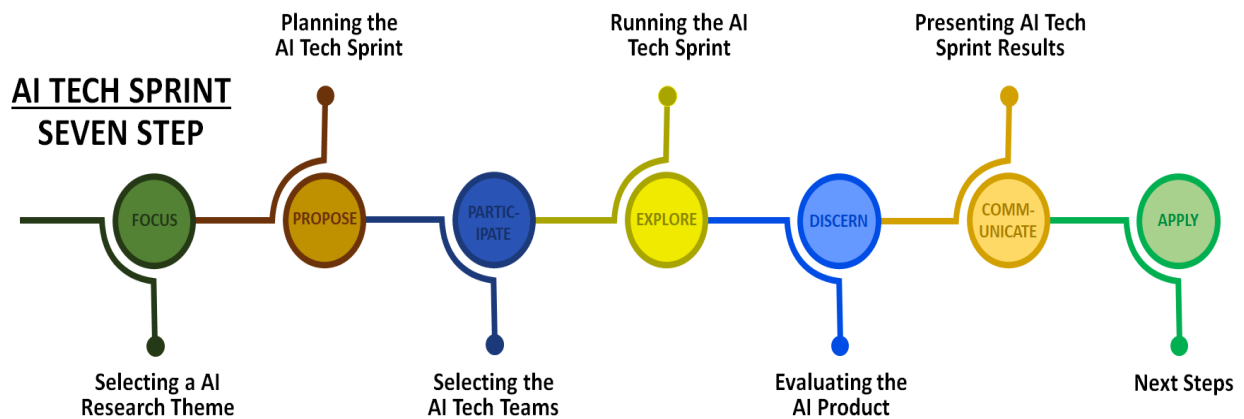 AI TECH SPRINT
SEVEN STEP
FOCUS
Selecting a AI
Research Theme
PROPOSE
Planning the
AI Tech Sprint
PARTIC-
IPATE
Selecting the
AI Tech Teams
EXPLORE
Running the AI
Tech Sprint
DISCERN
Evaluating the
AI Product
COMM-
UNICATE
Presenting AI Tech
Sprint Results
APPLY
Next Steps